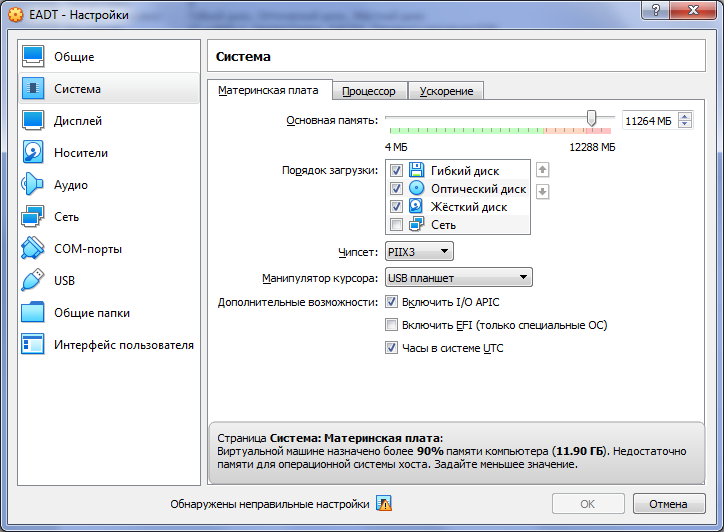 EADT - Настройки
Общие
Система
Дисплей
Носители
Аудио
Сеть
COM-порты
USB
Общие папки
Интерфейс пользователя
Система
Материнская плата
Процессор
Ускорение
Основная память:
11264 МБ
4 МБ
12288 МБ
Порядок загрузки:
Гибкий диск
Оптический диск
Жёсткий диск
Сеть
Чипсет:
PIIX3
Манипулятор курсора:
USB планшет
Дополнительные возможности:
Включить I/O APIC
Включить EFI (только специальные ОС)
Часы в системе UTC
Страница Система: Материнская плата:
Виртуальной машине назначено более 90% памяти компьютера (11.90 ГБ). Недостаточно
памяти для операционной системы хоста. Задайте меньшее значение.
Обнаружены неправильные настройки
OK
Отмена